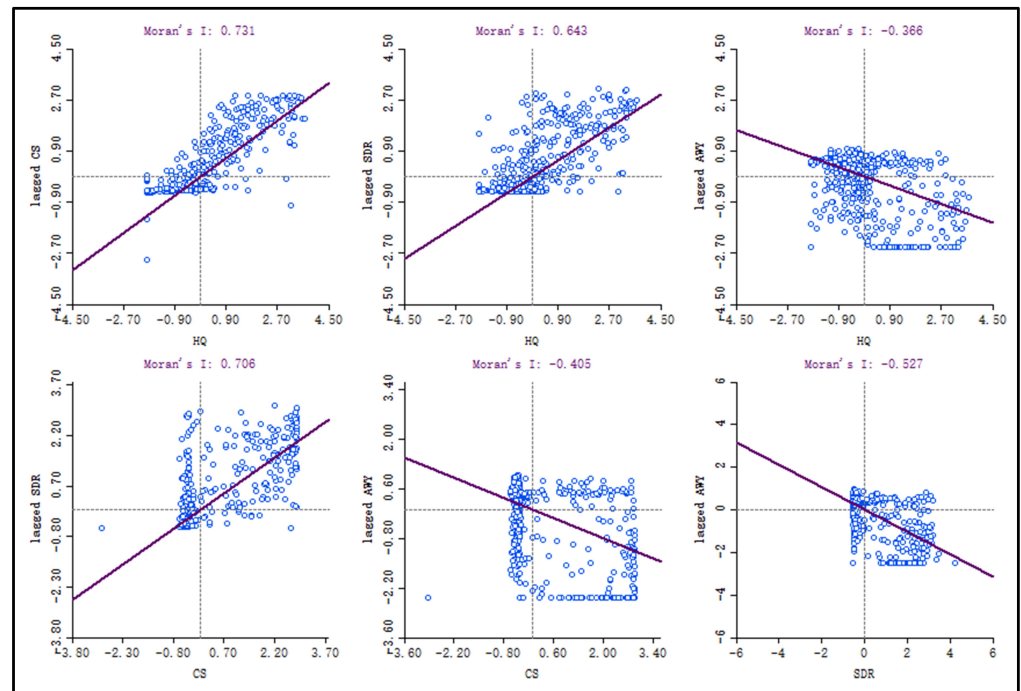 Moran's I: 0.731
4.50
2.70
0.90
-0.90
-2.70
-4.50
lagged CS
-4.50 -2.70 -0.90 0.90 2.70 4.50
HQ
Moran's I: 0.643
4.50
2.70
0.90
-0.90
-2.70
-4.50
lagged SDR
-4.50 -2.70 -0.90 0.90 2.70 4.50
HQ
Moran's I: -0.366
4.50
2.70
0.90
-0.90
-2.70
-4.50
lagged AWY
-4.50 -2.70 -0.90 0.90 2.70 4.50
HQ
Moran's I: 0.706
3.70
2.20
0.70
-0.80
-2.30
-3.80
lagged SDR
-3.80 -2.30 -0.80 0.70 2.20 3.70
CS
Moran's I: -0.405
3.40
2.00
0.60
-0.80
-2.20
-3.60
lagged AWY
-3.60 -2.20 -0.80 0.60 2.00 3.40
CS
Moran's I: -0.527
6
4
2
0
-2
-4
-6
lagged AWY
-6 -4 -2 0 2 4 6
SDR